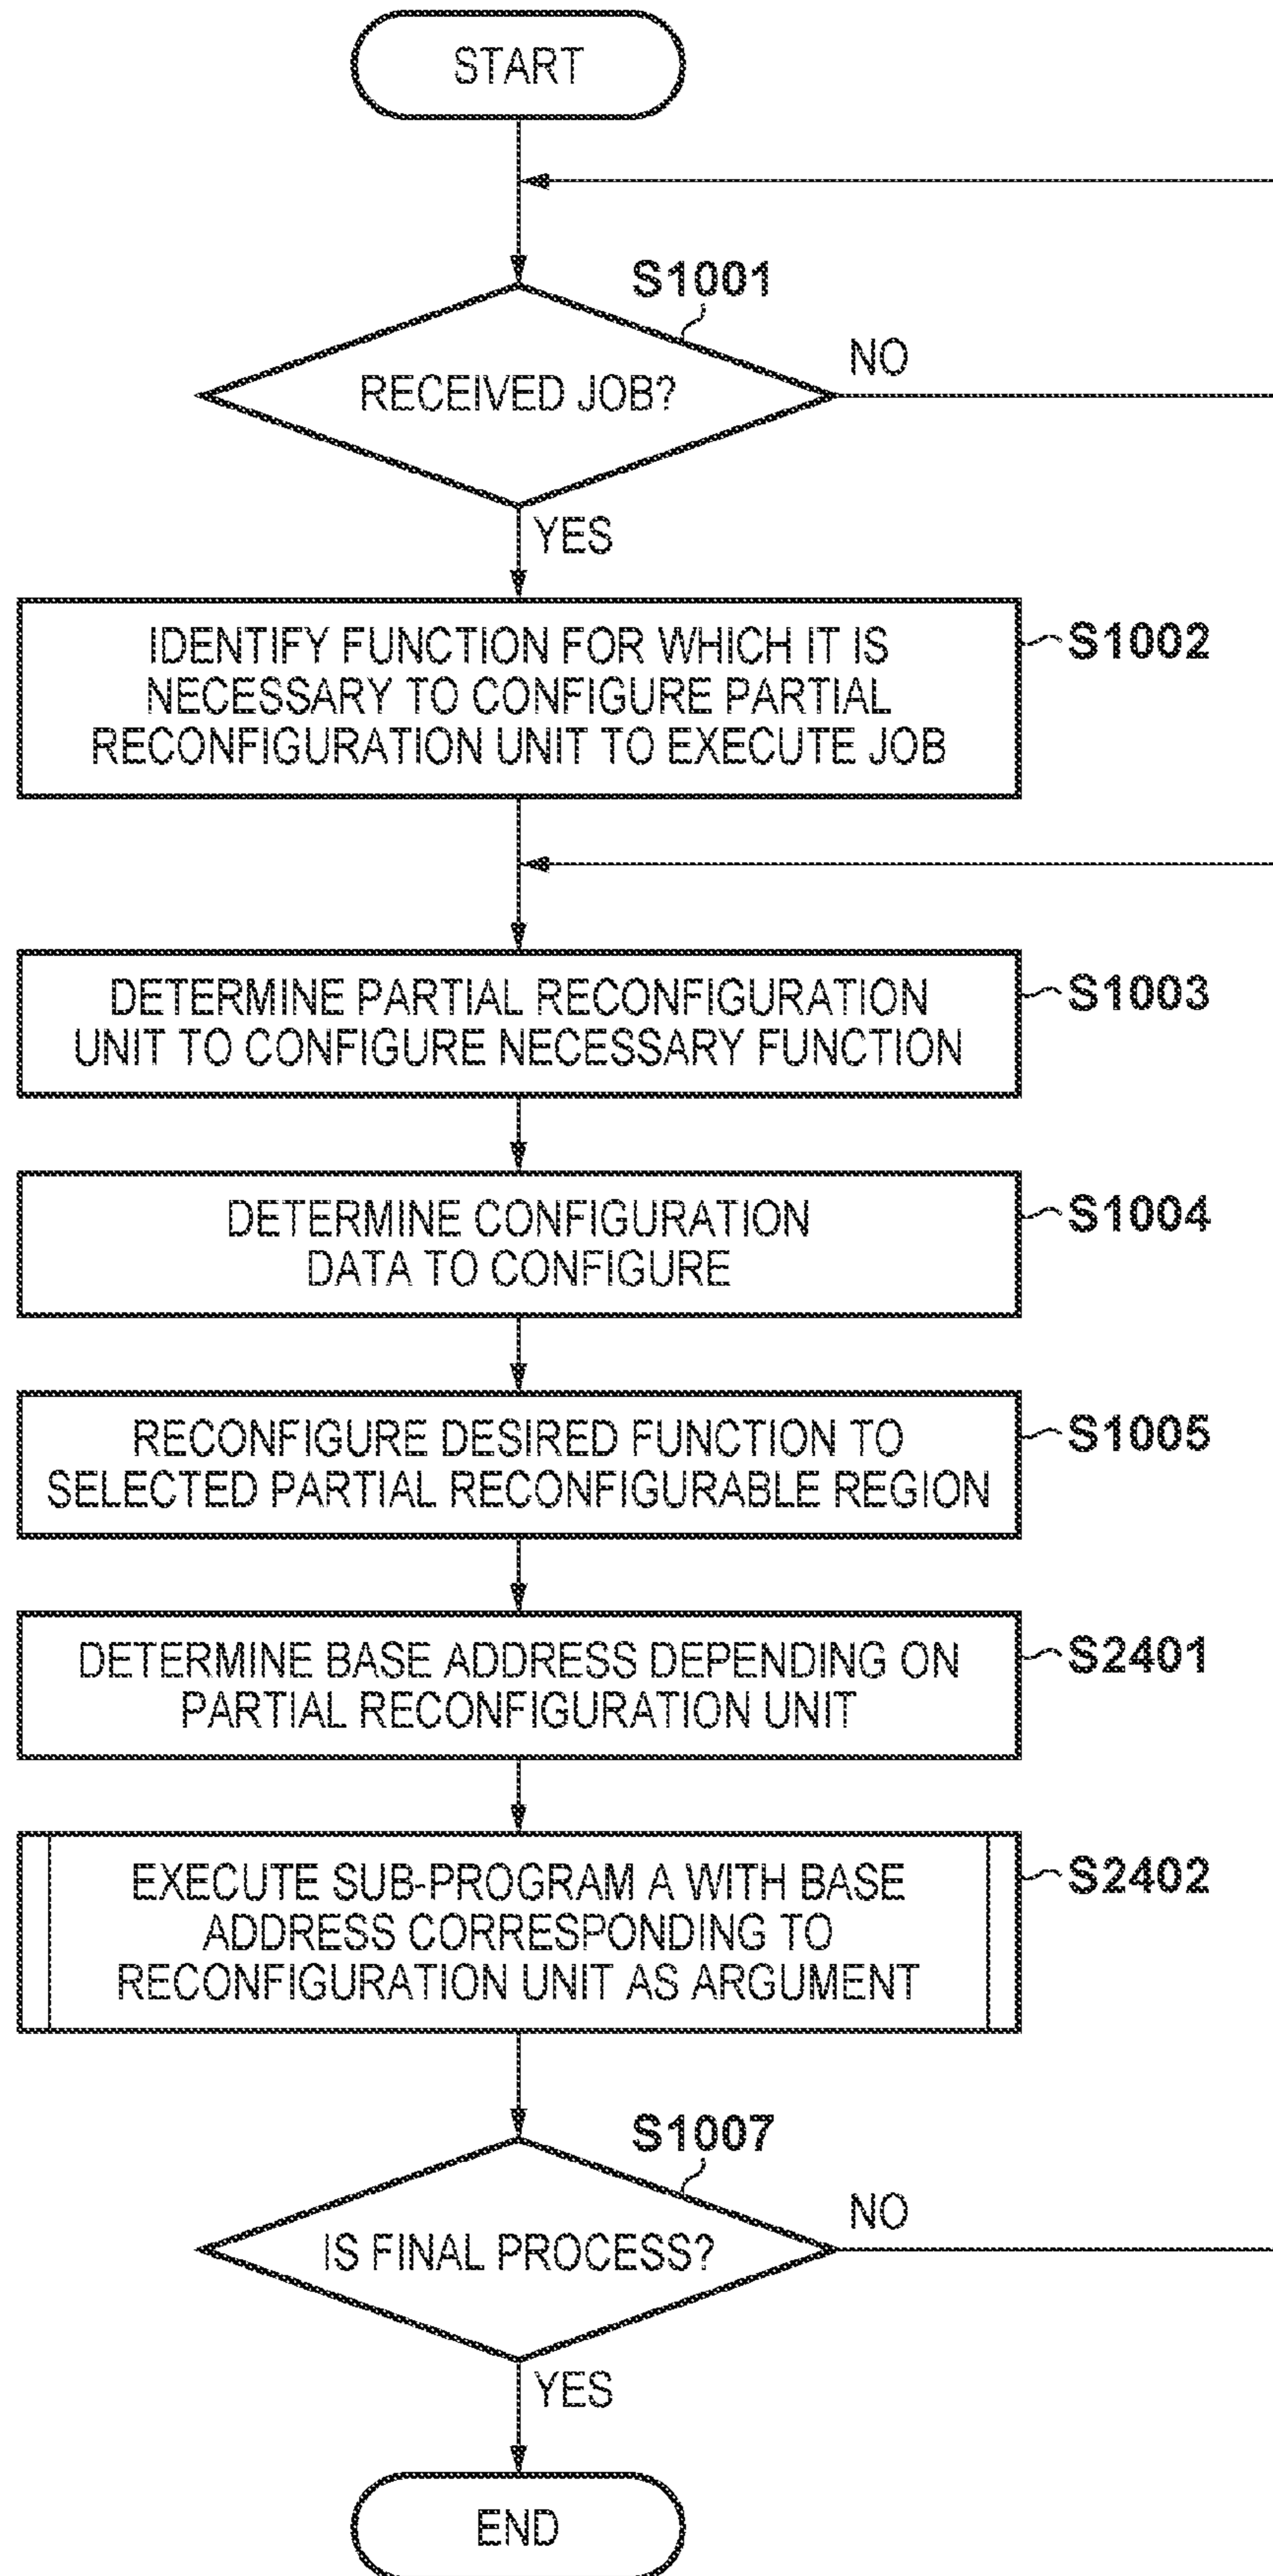 START
S1001
RECEIVED JOB?
NO
YES
IDENTIFY FUNCTION FOR WHICH IT IS
NECESSARY TO CONFIGURE PARTIAL
RECONFIGURATION UNIT TO EXECUTE JOB
S1002
DETERMINE PARTIAL RECONFIGURATION
UNIT TO CONFIGURE NECESSARY FUNCTION
S1003
DETERMINE CONFIGURATION
DATA TO CONFIGURE
S1004
RECONFIGURE DESIRED FUNCTION TO
SELECTED PARTIAL RECONFIGURABLE REGION
S1005
DETERMINE BASE ADDRESS DEPENDING ON
PARTIAL RECONFIGURATION UNIT
S2401
EXECUTE SUB-PROGRAM A WITH BASE
ADDRESS CORRESPONDING TO
RECONFIGURATION UNIT AS ARGUMENT
S2402
S1007
IS FINAL PROCESS?
NO
YES
END